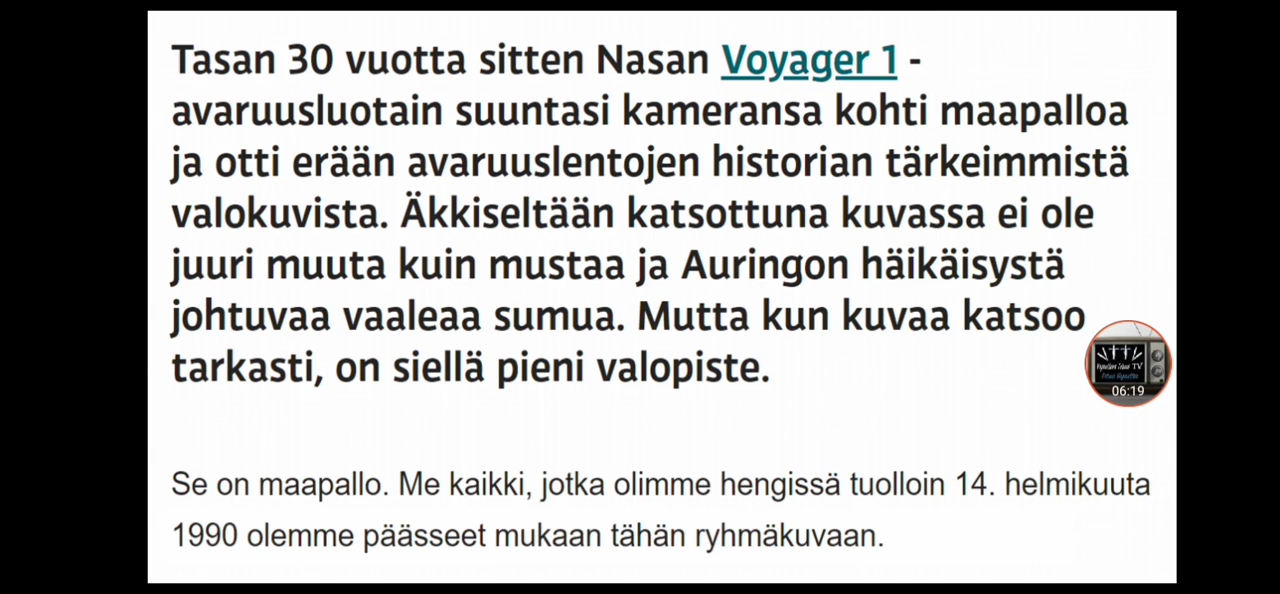 Tasan 30 vuotta sitten Nasan Voyager 1 -
avaruusluotain suuntasi kameransa kohti maapalloa
ja otti erään avaruuslentojen historian tärkeimmistä
valokuvista. Äkkiseltään katsottuna kuvassa ei ole
juuri muuta kuin mustaa ja Auringon häikäisystä
johtuvaa vaaleaa sumua. Mutta kun kuvaa katsoo
tarkasti, on siellä pieni valopiste.
TV
06:19
Se on maapallo. Me kaikki, jotka olimme hengissä tuolloin 14. helmikuuta
1990 olemme päässeet mukaan tähän ryhmäkuvaan.